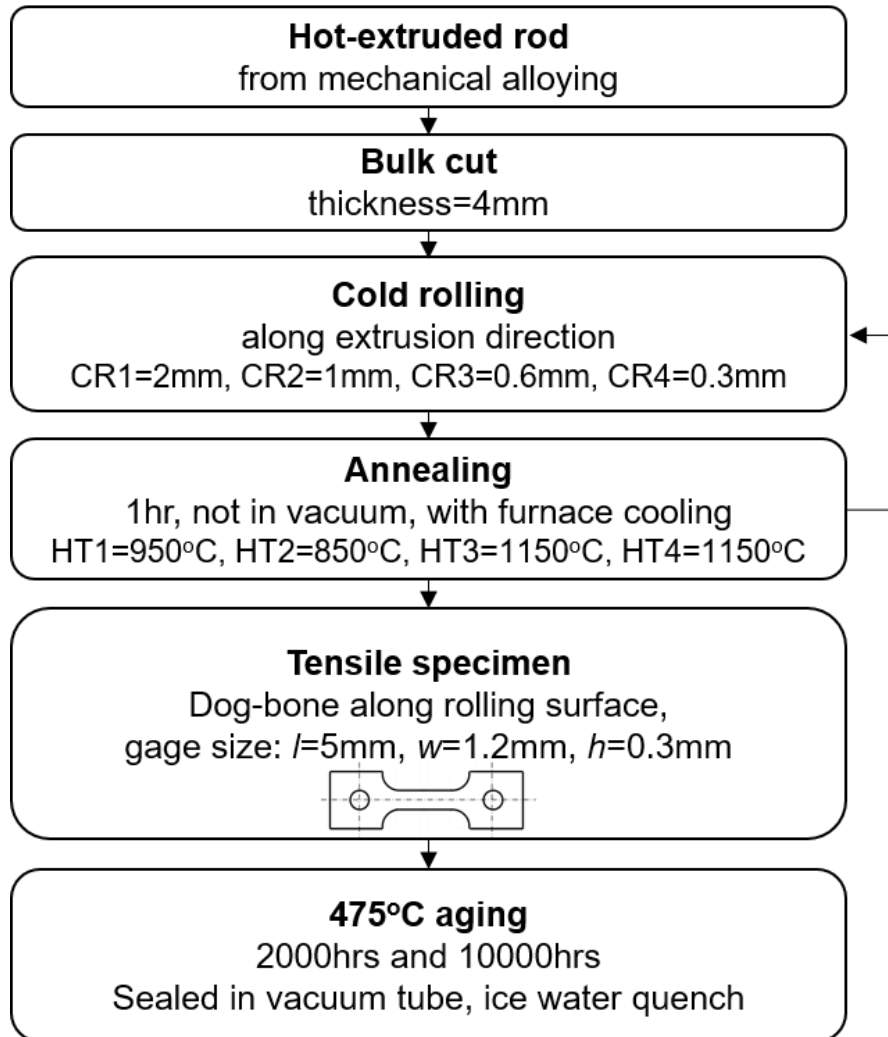 Hot-extruded rod
from mechanical alloying
Bulk cut
thickness=4mm
Cold rolling
along extrusion direction
CR1=2mm, CR2=1mm, CR3=0.6mm, CR4=0.3mm
Annealing
1hr, not in vacuum, with furnace cooling
HT1=950°C, HT2=850°C, HT3=1150°C, HT4=1150°C
Tensile specimen
Dog-bone along rolling surface,
gage size: l=5mm, w=1.2mm, h=0.3mm
475°C aging
2000hrs and 10000hrs
Sealed in vacuum tube, ice water quench